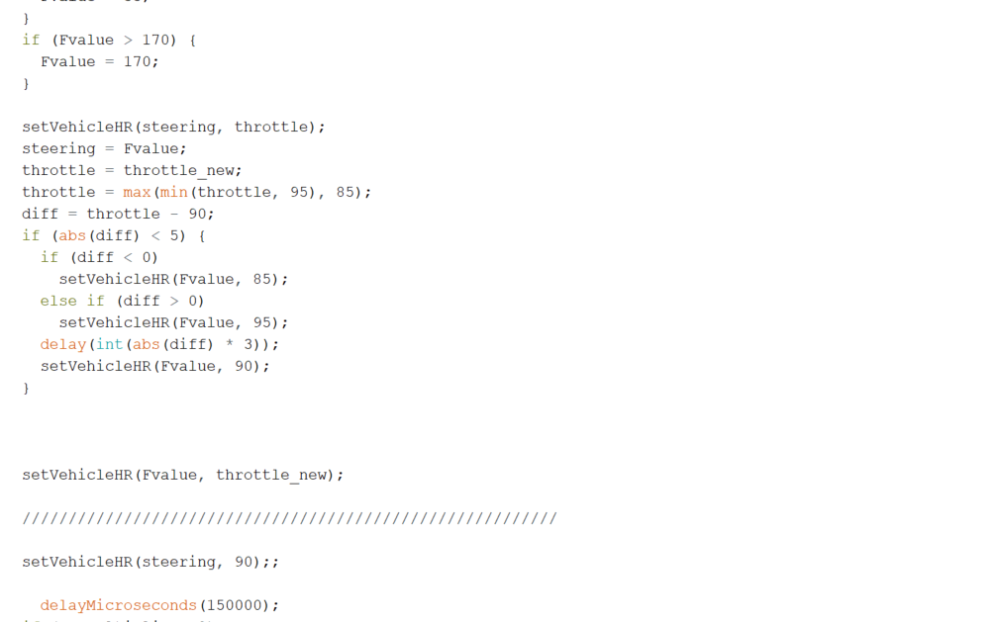 }
if (Fvalue > 170) {
  Fvalue = 170;
}
setVehicleHR(steering, throttle);
steering = Fvalue;
throttle = throttle_new;
throttle = max(min(throttle, 95), 85);
diff = throttle - 90;
if (abs(diff) < 5) {
  if (diff < 0)
    setVehicleHR(Fvalue, 85);
  else if (diff > 0)
    setVehicleHR(Fvalue, 95);
  delay(int(abs(diff) * 3));
  setVehicleHR(Fvalue, 90);
}
setVehicleHR(Fvalue, throttle_new);
//////////////////////////////////////////////////////////
setVehicleHR(steering, 90);;
  delayMicroseconds(150000);